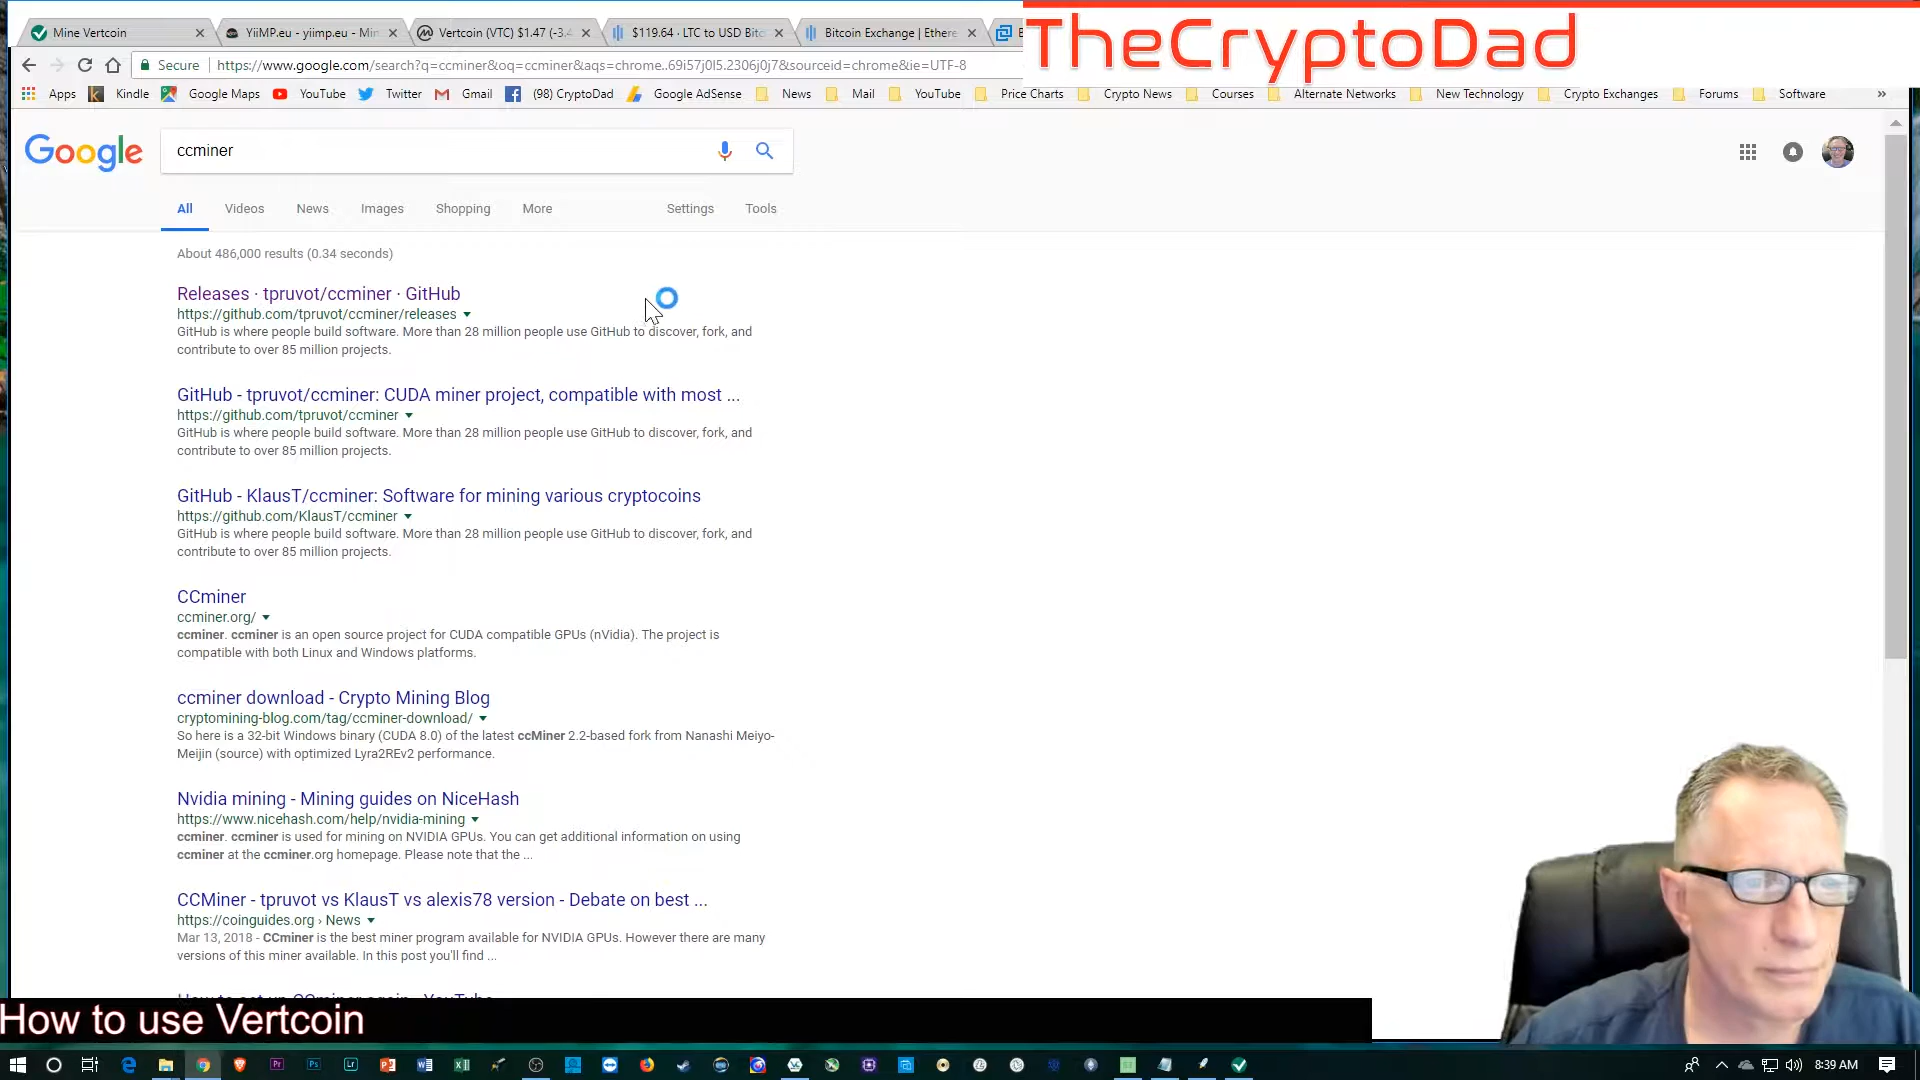 Mine Vertcoin
YiiMP.eu - yiimp.eu - Min
Vertcoin (VTC) $1.47 (-3.4
$119.64 · LTC to USD Bitc
Bitcoin Exchange | Ethere
TheCryptoDad
Secure https://www.google.com/search?q=ccminer&oq=ccminer&aqs=chrome..69i57j0l5.2306j0j7&sourceid=chrome&ie=UTF-8
Apps Kindle Google Maps YouTube Twitter Gmail (98) CryptoDad Google AdSense News Mail YouTube Price Charts Crypto News Courses Alternate Networks New Technology Crypto Exchanges Forums Software »
Google
ccminer
All Videos News Images Shopping More Settings Tools
About 486,000 results (0.34 seconds)
Releases · tpruvot/ccminer · GitHub
https://github.com/tpruvot/ccminer/releases
GitHub is where people build software. More than 28 million people use GitHub to discover, fork, and
contribute to over 85 million projects.
GitHub - tpruvot/ccminer: CUDA miner project, compatible with most ...
https://github.com/tpruvot/ccminer
GitHub is where people build software. More than 28 million people use GitHub to discover, fork, and
contribute to over 85 million projects.
GitHub - KlausT/ccminer: Software for mining various cryptocoins
https://github.com/KlausT/ccminer
GitHub is where people build software. More than 28 million people use GitHub to discover, fork, and
contribute to over 85 million projects.
CCminer
ccminer.org/
ccminer. ccminer is an open source project for CUDA compatible GPUs (nVidia). The project is
compatible with both Linux and Windows platforms.
ccminer download - Crypto Mining Blog
cryptomining-blog.com/tag/ccminer-download/
So here is a 32-bit Windows binary (CUDA 8.0) of the latest ccMiner 2.2-based fork from Nanashi Meiyo-
Meijin (source) with optimized Lyra2REv2 performance.
Nvidia mining - Mining guides on NiceHash
https://www.nicehash.com/help/nvidia-mining
ccminer. ccminer is used for mining on NVIDIA GPUs. You can get additional information on using
ccminer at the ccminer.org homepage. Please note that the ...
CCMiner - tpruvot vs KlausT vs alexis78 version - Debate on best ...
https://coinguides.org › News
Mar 13, 2018 - CCminer is the best miner program available for NVIDIA GPUs. However there are many
versions of this miner available. In this post you'll find ...
How to use Vertcoin
8:39 AM